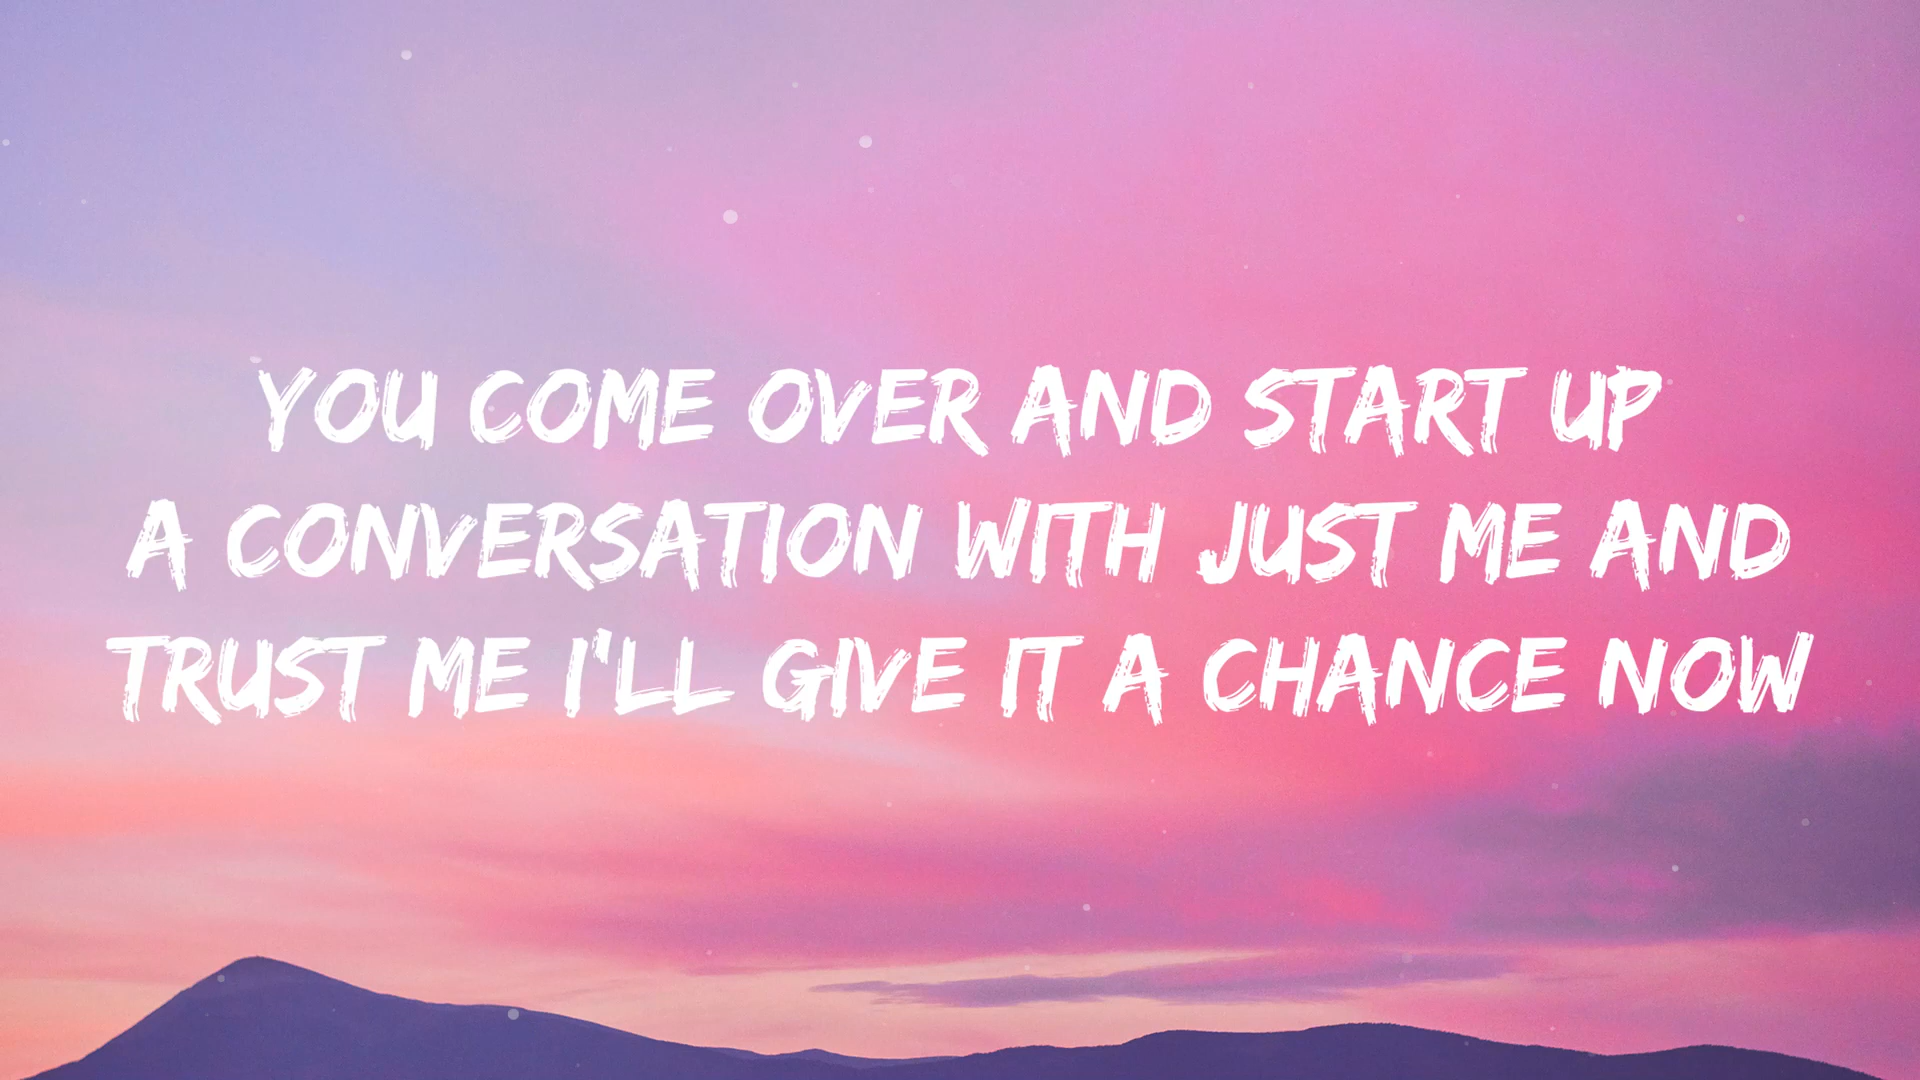 YOU COME OVER AND START UP
A CONVERSATION WITH JUST ME AND
TRUST ME I'LL GIVE IT A CHANCE NOW